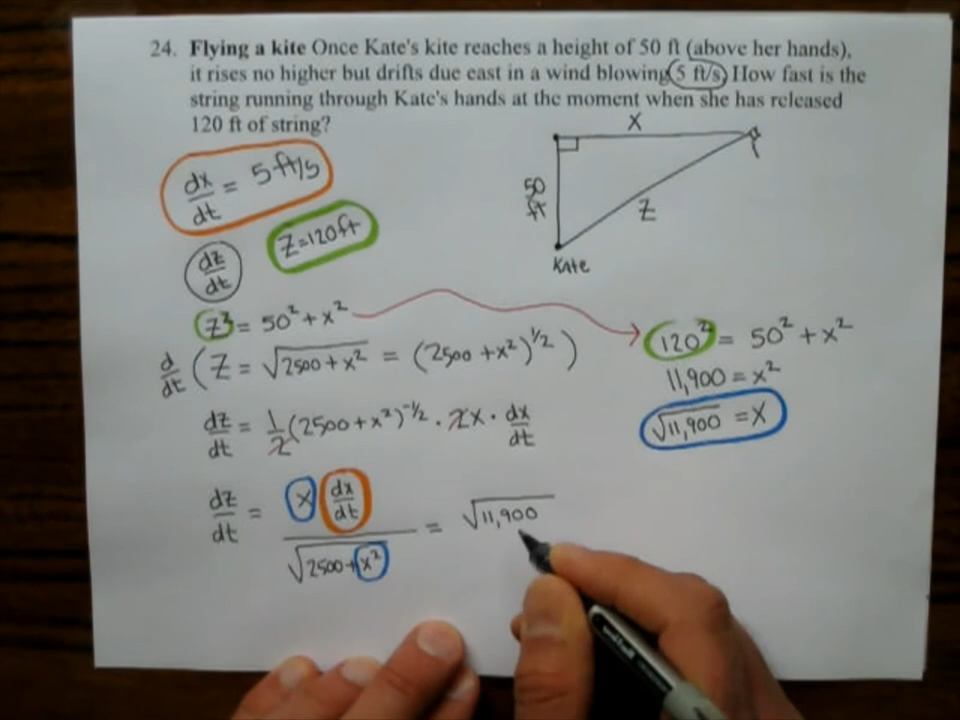 24. Flying a kite Once Kate's kite reaches a height of 50 ft (above her hands),
it rises no higher but drifts due east in a wind blowing 5 ft/s. How fast is the
string running through Kate's hands at the moment when she has released
120 ft of string?
x
50
ft
z
Kate
dx/dt = 5 ft/s
Z=120ft
dz/dt
z² = 50² + x²
d/dt (Z = √(2500 + x²) = (2500 + x²)^1/2)
dz/dt = 1/2 (2500 + x²)^-1/2 · 2x · dx/dt
dz/dt = x dx/dt / √(2500 + x²) = √11,900
120² = 50² + x²
11,900 = x²
√11,900 = x